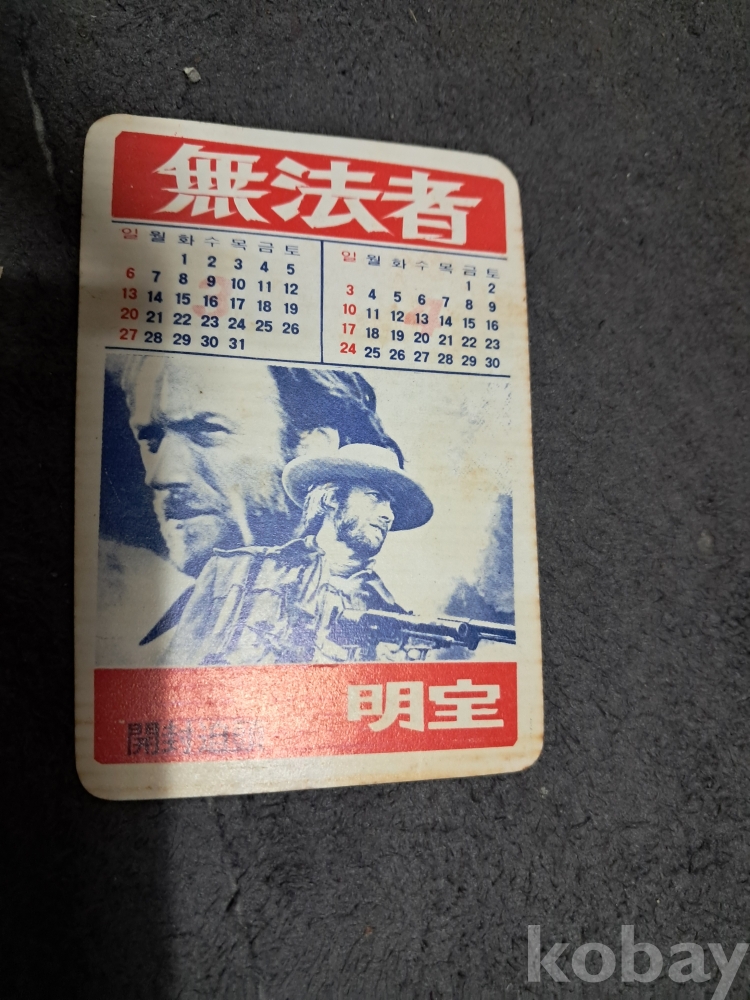 無法者
일 월 화 수 목 금 토
1 2 3 4 5
6 7 8 9 10 11 12
13 14 15 16 17 18 19
20 21 22 23 24 25 26
27 28 29 30 31
3
일 월 화 수 목 금 토
1 2
3 4 5 6 7 8 9
10 11 12 13 14 15 16
17 18 19 20 21 22 23
24 25 26 27 28 29 30
4
明宝
開封
kobay